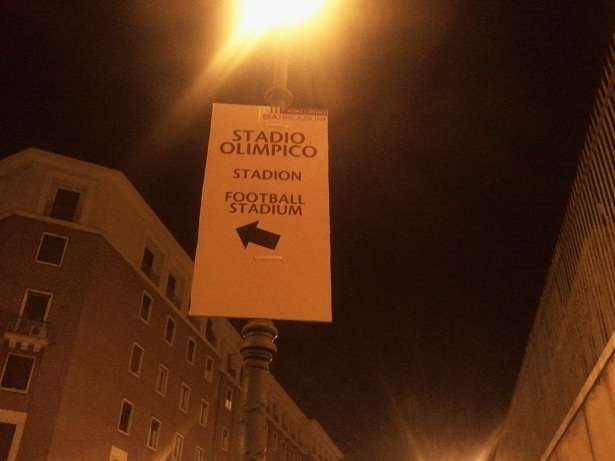 BEATIFICAZIONE
STADIO
OLIMPICO
STADION
FOOTBALL
STADIUM